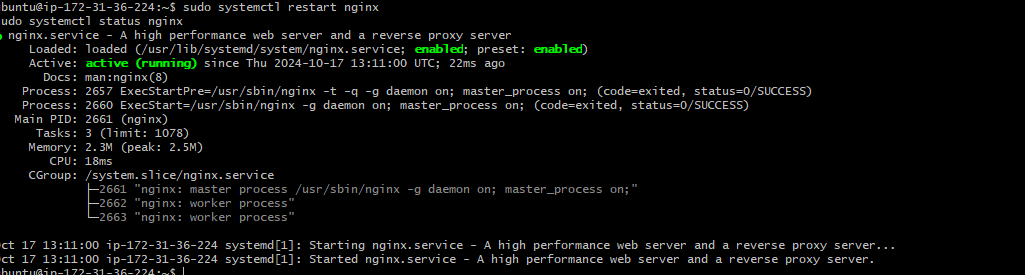 ubuntu@ip-172-31-36-224:~$ sudo systemctl restart nginx
sudo systemctl status nginx
● nginx.service - A high performance web server and a reverse proxy server
Loaded: loaded (/usr/lib/systemd/system/nginx.service; enabled; preset: enabled)
Active: active (running) since Thu 2024-10-17 13:11:00 UTC; 22ms ago
Docs: man:nginx(8)
Process: 2657 ExecStartPre=/usr/sbin/nginx -t -q -g daemon on; master_process on; (code=exited, status=0/SUCCESS)
Process: 2660 ExecStart=/usr/sbin/nginx -g daemon on; master_process on; (code=exited, status=0/SUCCESS)
Main PID: 2661 (nginx)
Tasks: 3 (limit: 1078)
Memory: 2.3M (peak: 2.5M)
CPU: 18ms
CGroup: /system.slice/nginx.service
├─2661 "nginx: master process /usr/sbin/nginx -g daemon on; master_process on;"
├─2662 "nginx: worker process"
└─2663 "nginx: worker process"
Oct 17 13:11:00 ip-172-31-36-224 systemd[1]: Starting nginx.service - A high performance web server and a reverse proxy server...
Oct 17 13:11:00 ip-172-31-36-224 systemd[1]: Started nginx.service - A high performance web server and a reverse proxy server.
ubuntu@ip-172-31-36-224:~$